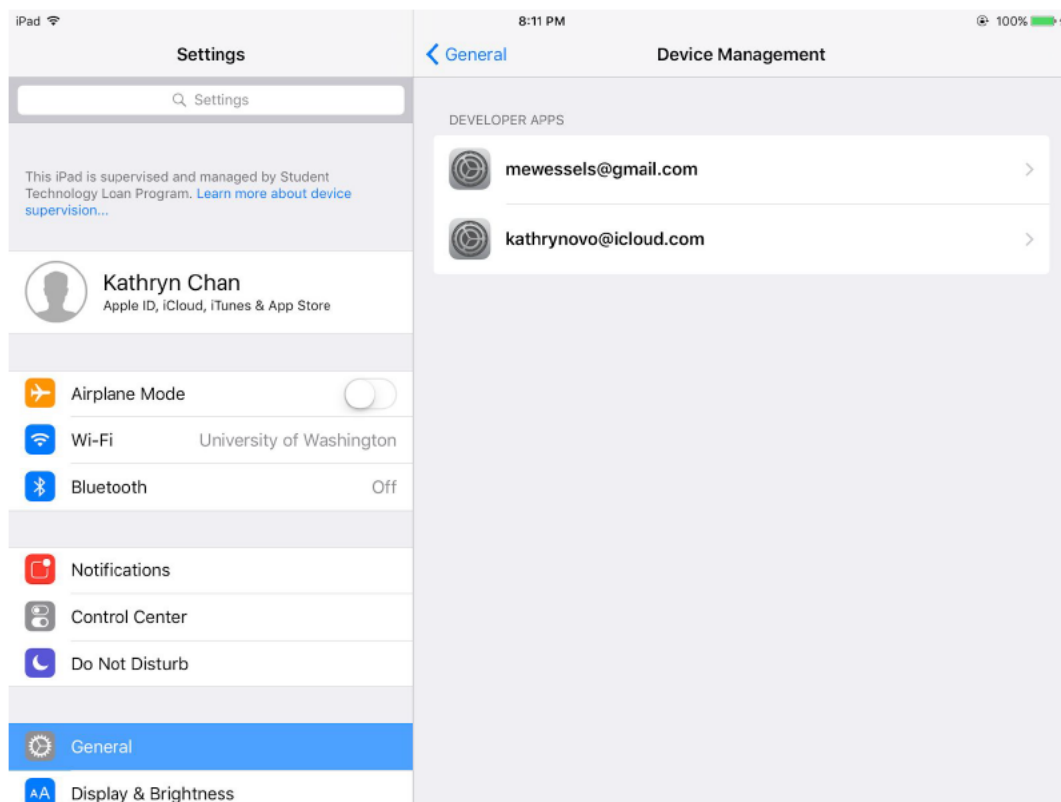 iPad
8:11 PM
100%
Settings
General
Device Management
Settings
This iPad is supervised and managed by Student
Technology Loan Program. Learn more about device
supervision...
Kathryn Chan
Apple ID, iCloud, iTunes & App Store
Airplane Mode
Wi-Fi University of Washington
Bluetooth Off
Notifications
Control Center
Do Not Disturb
General
AA Display & Brightness
DEVELOPER APPS
mewessels@gmail.com
kathrynovo@icloud.com